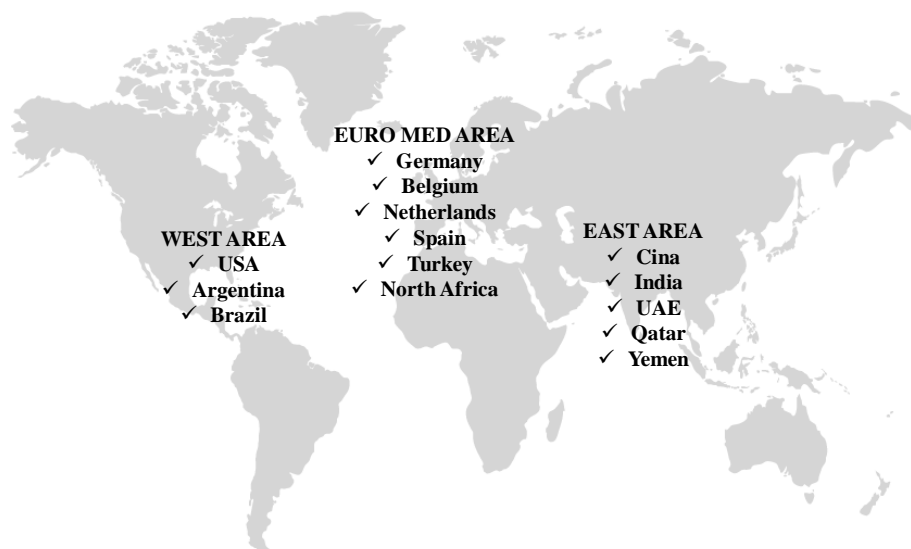 EURO MED AREA
✓ Germany
✓ Belgium
✓ Netherlands
✓ Spain
✓ Turkey
✓ North Africa
WEST AREA
✓ USA
✓ Argentina
✓ Brazil
EAST AREA
✓ Cina
✓ India
✓ UAE
✓ Qatar
✓ Yemen